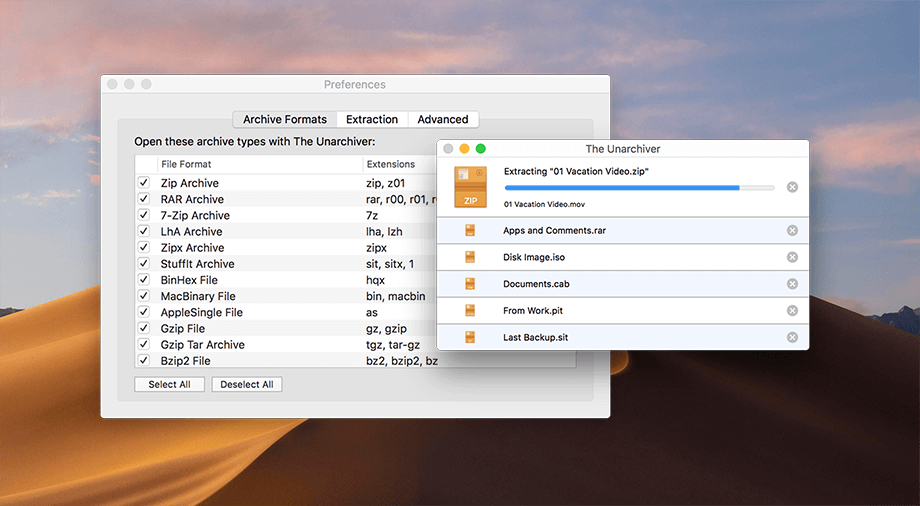 Preferences
Archive Formats Extraction Advanced
Open these archive types with The Unarchiver:
File Format Extensions
Zip Archive zip, z01
RAR Archive rar, r00, r01,
7-Zip Archive 7z
LhA Archive lha, lzh
Zipx Archive zipx
StuffIt Archive sit, sitx, 1
BinHex File hqx
MacBinary File bin, macbin
AppleSingle File as
Gzip File gz, gzip
Gzip Tar Archive tgz, tar-gz
Bzip2 File bz2, bzip2, bz
Select All Deselect All
The Unarchiver
Extracting "01 Vacation Video.zip"
ZIP
01 Vacation Video.mov
Apps and Comments.rar
Disk Image.iso
Documents.cab
From Work.pit
Last Backup.sit